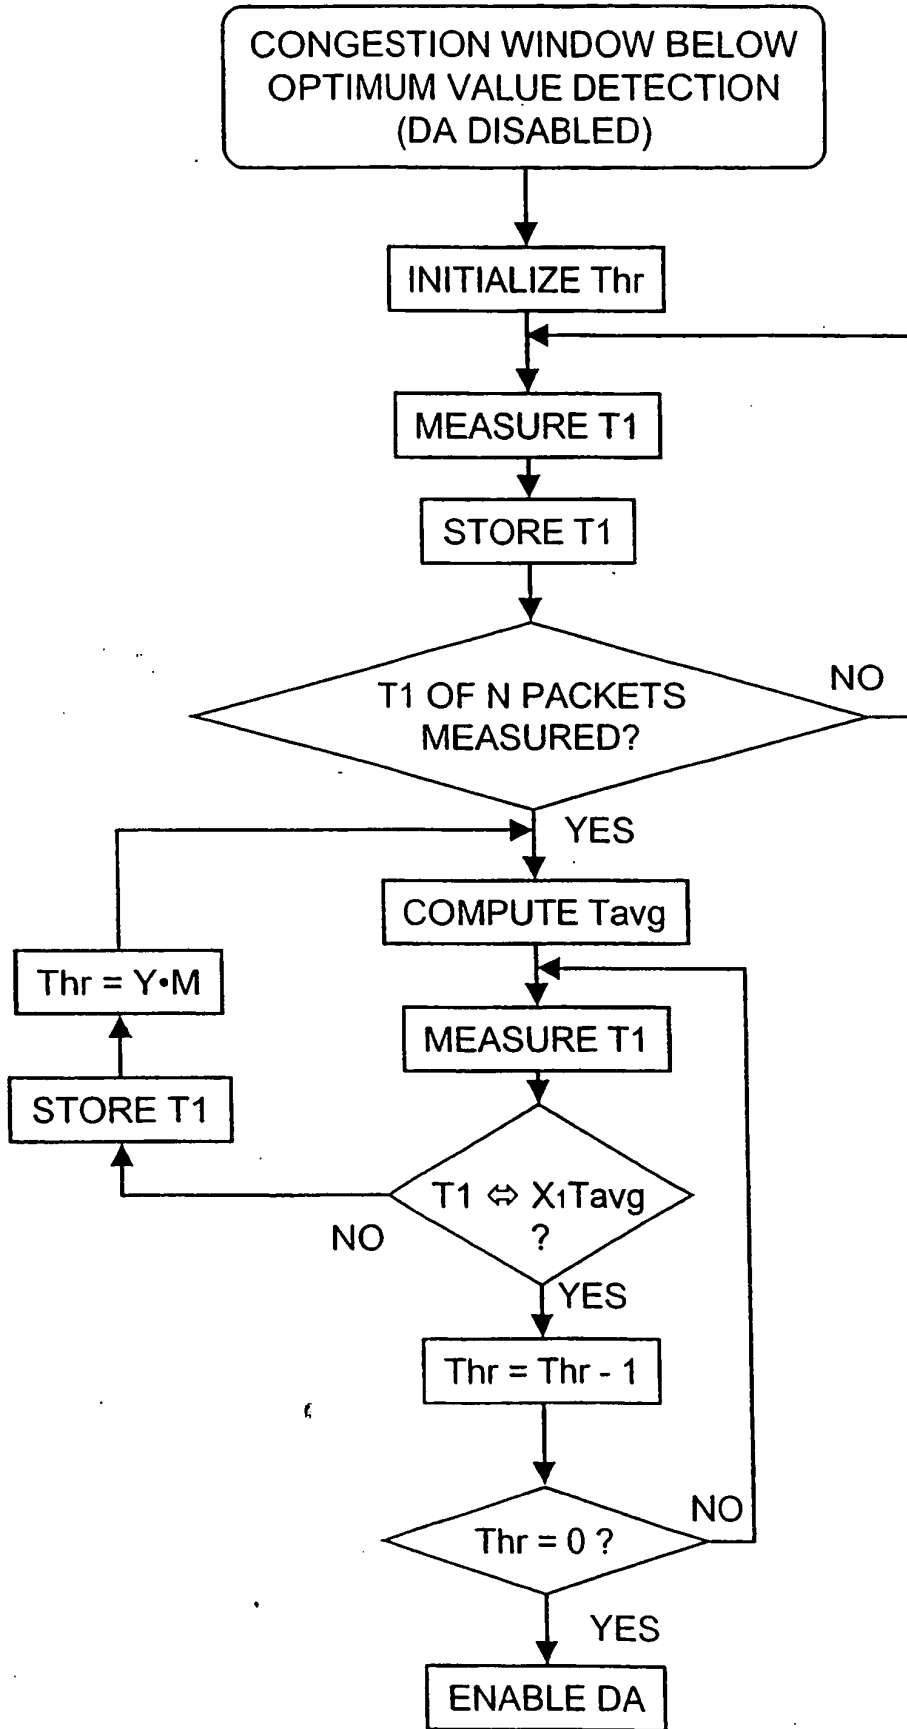 CONGESTION WINDOW BELOW
OPTIMUM VALUE DETECTION
(DA DISABLED)
INITIALIZE Thr
MEASURE T1
STORE T1
T1 OF N PACKETS
MEASURED?
NO
YES
COMPUTE Tavg
Thr = Y•M
MEASURE T1
STORE T1
T1 ⇔ X₁Tavg
?
NO
YES
Thr = Thr - 1
Thr = 0 ?
NO
YES
ENABLE DA